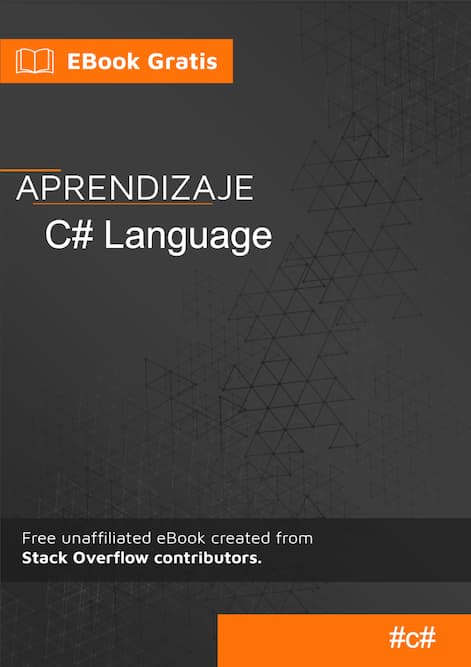 EBook Gratis
APRENDIZAJE
C# Language
Free unaffiliated eBook created from
Stack Overflow contributors.
#c#